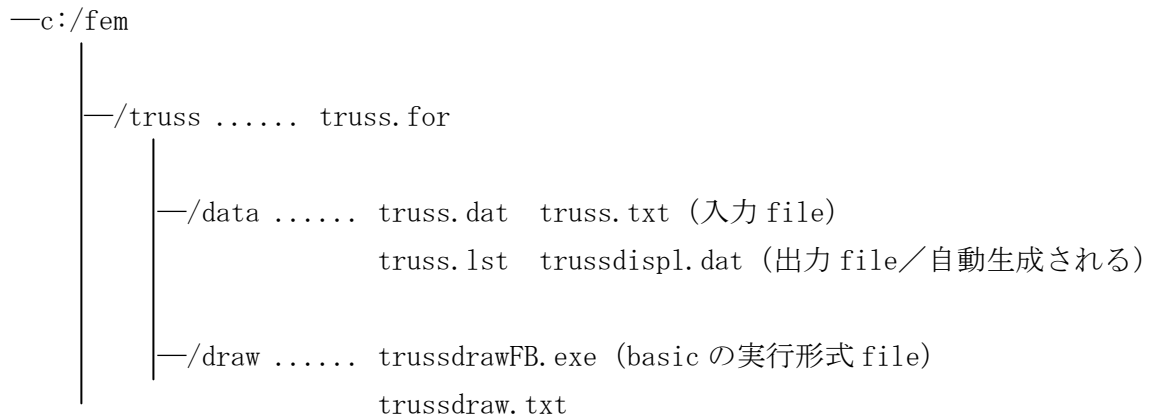 c:/fem
/truss ...... truss.for
/data ...... truss.dat truss.txt (入力 file)
truss.lst trussdispl.dat (出力 file／自動生成される)
/draw ...... trussdrawFB.exe (basic の実行形式 file)
trussdraw.txt